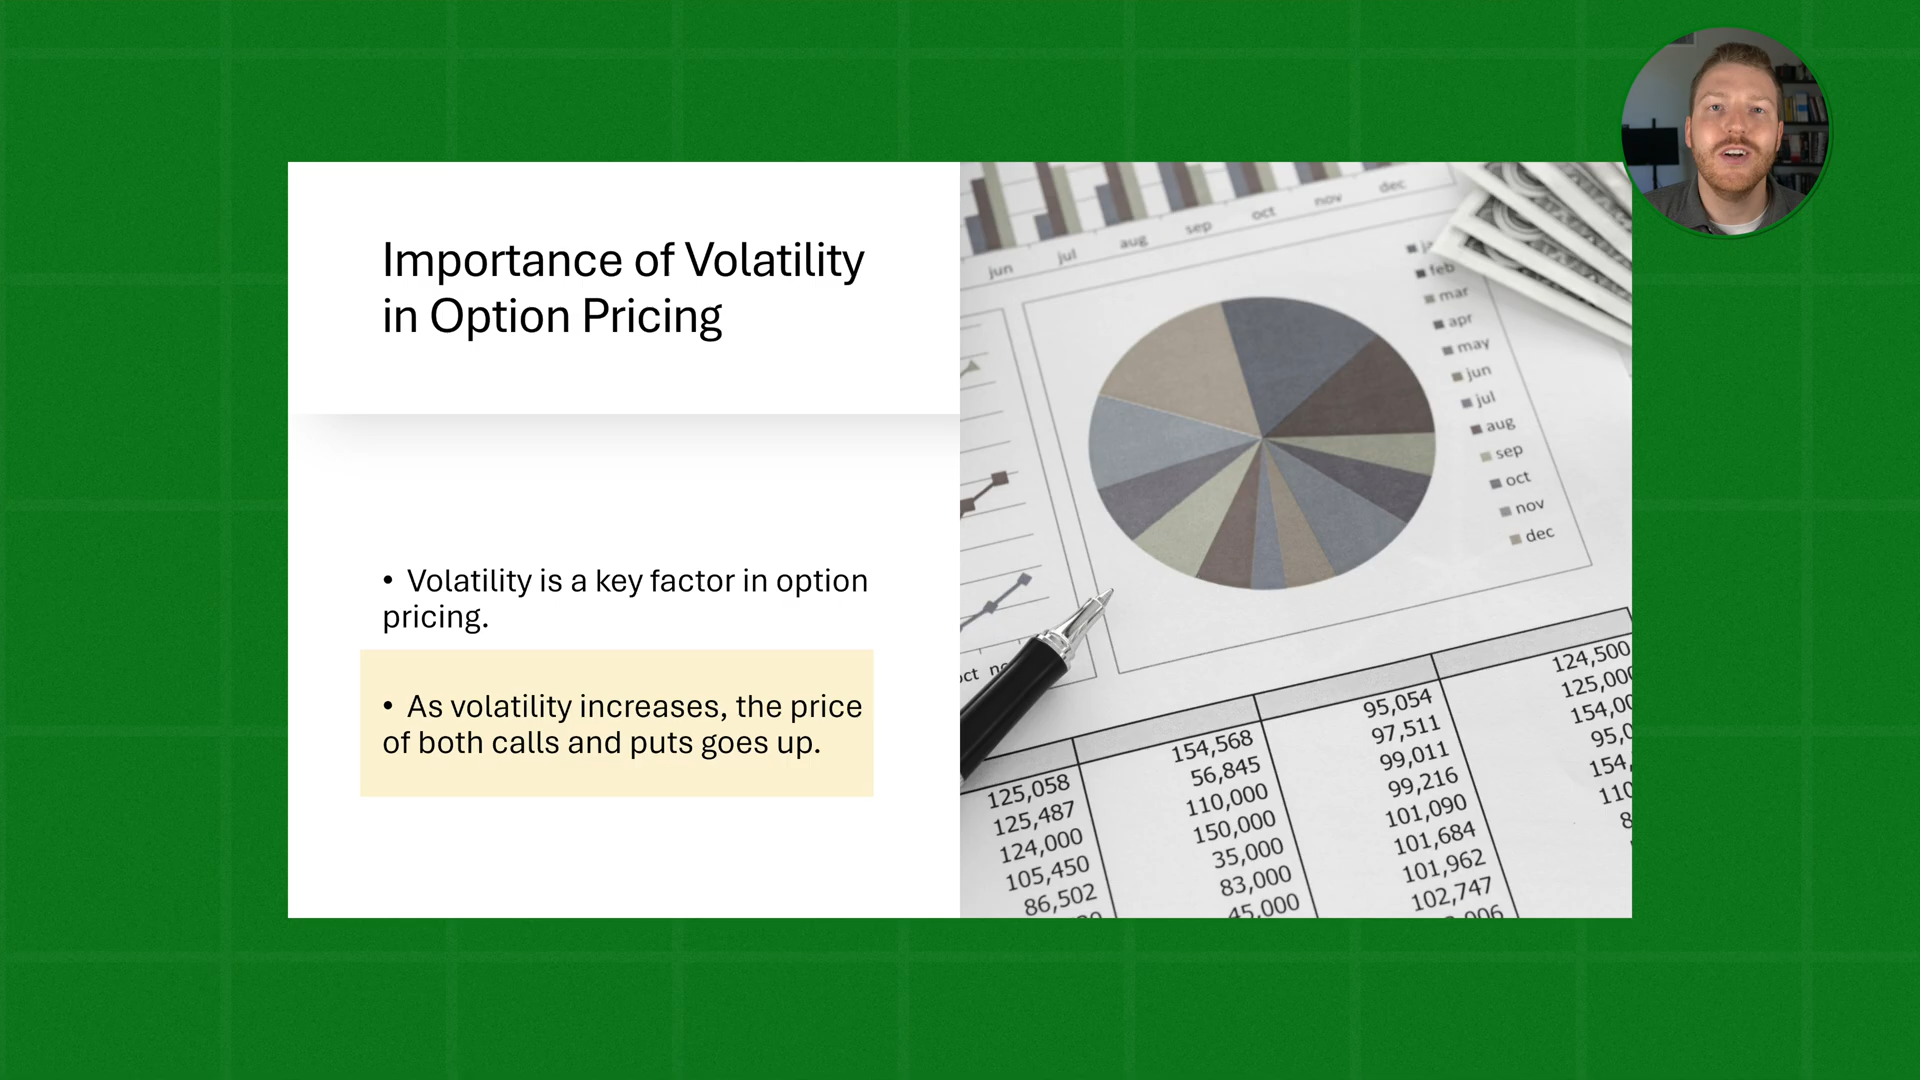 Importance of Volatility
in Option Pricing
• Volatility is a key factor in option
pricing.
• As volatility increases, the price
of both calls and puts goes up.
jun jul aug sep oct nov dec
feb
mar
apr
may
jun
jul
aug
sep
oct
nov
dec
125,058
125,487
124,000
105,450
86,502
154,568
56,845
110,000
150,000
35,000
83,000
45,000
95,054
97,511
99,011
99,216
101,090
101,684
101,962
102,747
124,500